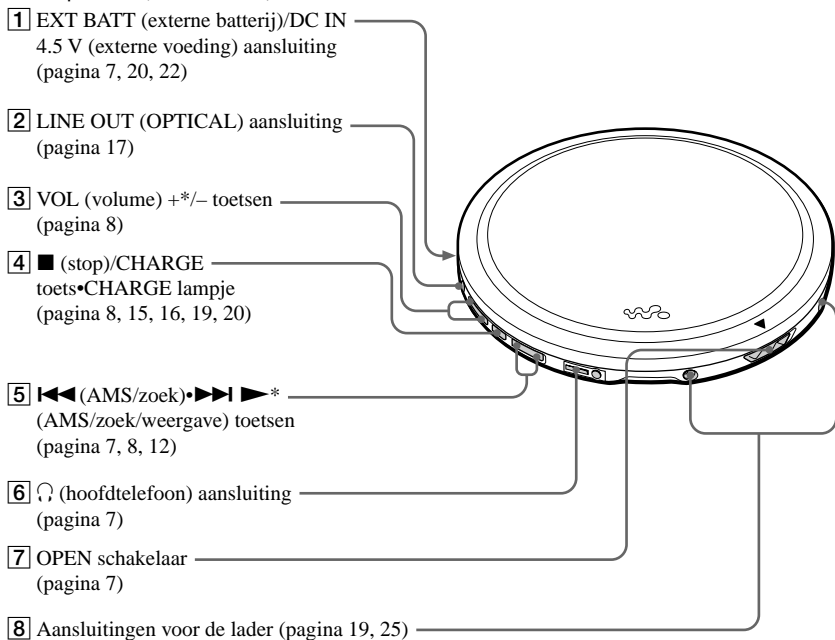 1 EXT BATT (externe batterij)/DC IN
4.5 V (externe voeding) aansluiting
(pagina 7, 20, 22)
2 LINE OUT (OPTICAL) aansluiting
(pagina 17)
3 VOL (volume) +*/– toetsen
(pagina 8)
4 ■ (stop)/CHARGE
toets•CHARGE lampje
(pagina 8, 15, 16, 19, 20)
5 ⏮ (AMS/zoek)•⏭ ►*
(AMS/zoek/weergave) toetsen
(pagina 7, 8, 12)
6 🎧 (hoofdtelefoon) aansluiting
(pagina 7)
7 OPEN schakelaar
(pagina 7)
8 Aansluitingen voor de lader (pagina 19, 25)